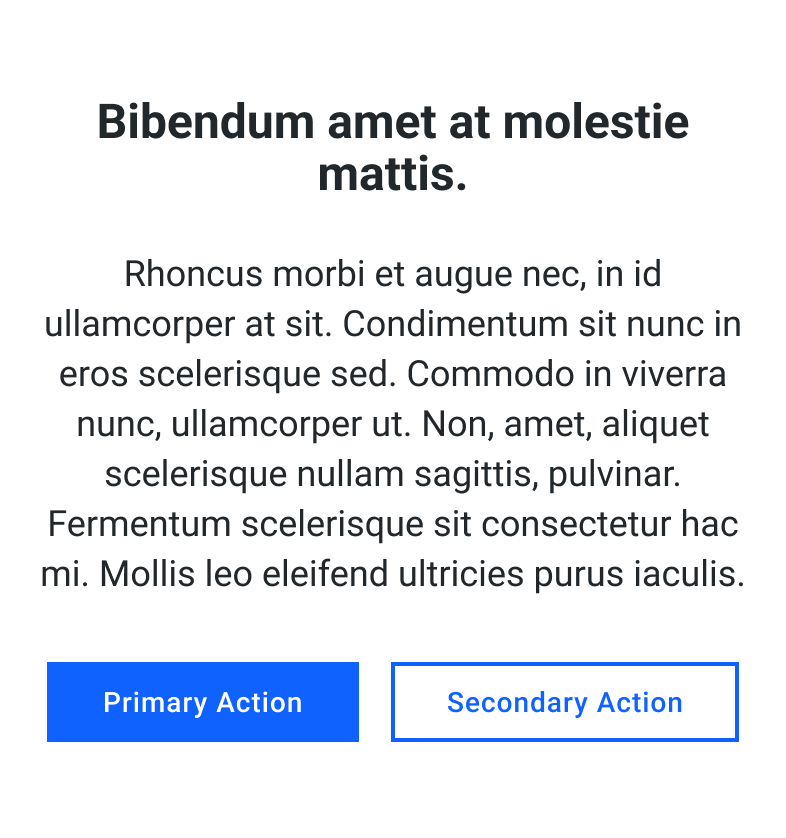 Bibendum amet at molestie
mattis.
Rhoncus morbi et augue nec, in id
ullamcorper at sit. Condimentum sit nunc in
eros scelerisque sed. Commodo in viverra
nunc, ullamcorper ut. Non, amet, aliquet
scelerisque nullam sagittis, pulvinar.
Fermentum scelerisque sit consectetur hac
mi. Mollis leo eleifend ultricies purus iaculis.
Primary Action
Secondary Action